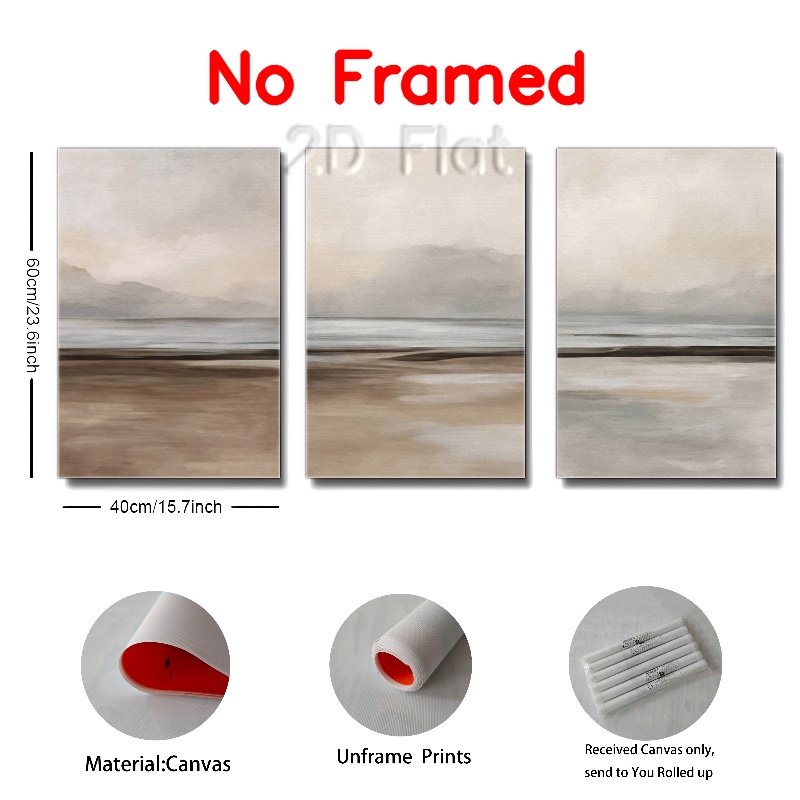 No Framed
2D Flat
60cm/23.6inch
40cm/15.7inch
Material:Canvas
Unframe Prints
Received Canvas only,
send to You Rolled up